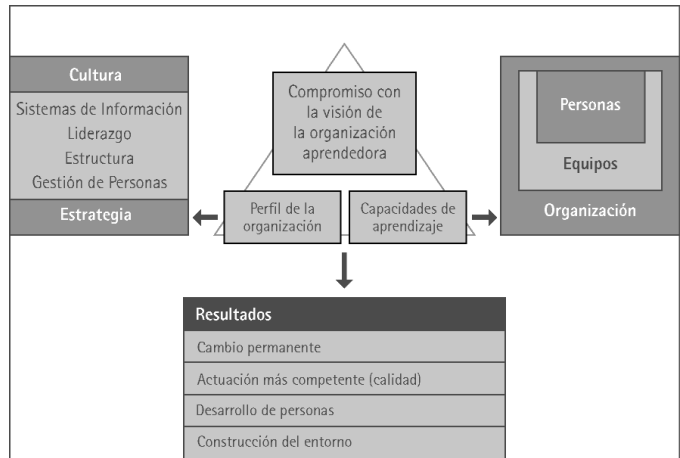 Cultura
Sistemas de Información
Liderazgo
Estructura
Gestión de Personas
Estrategia
Compromiso con
la visión de
la organización
aprendedora
Perfil de la
organización
Capacidades de
aprendizaje
Personas
Equipos
Organización
Resultados
Cambio permanente
Actuación más competente (calidad)
Desarrollo de personas
Construcción del entorno